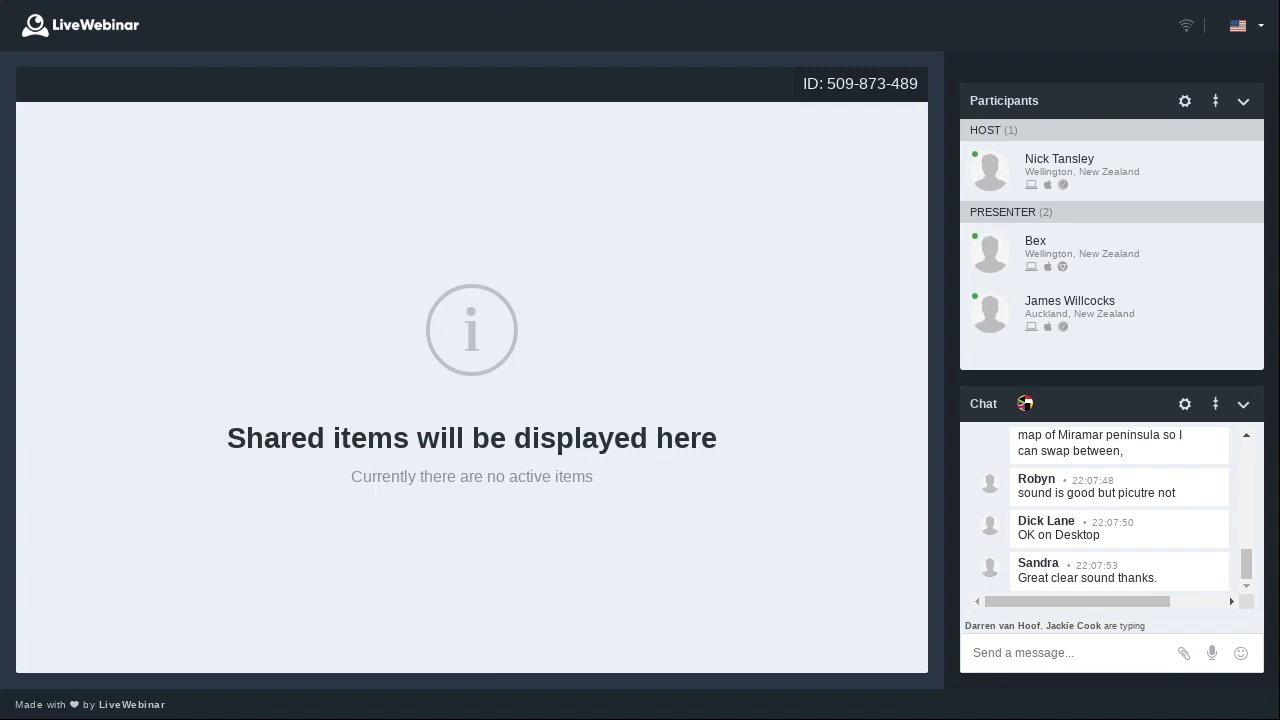 LiveWebinar
ID: 509-873-489
Shared items will be displayed here
Currently there are no active items
Participants
HOST (1)
Nick Tansley
Wellington, New Zealand
PRESENTER (2)
Bex
Wellington, New Zealand
James Willcocks
Auckland, New Zealand
Chat
map of Miramar peninsula so I
can swap between,
Robyn • 22:07:48
sound is good but picutre not
Dick Lane • 22:07:50
OK on Desktop
Sandra • 22:07:53
Great clear sound thanks.
Darren van Hoof, Jackie Cook are typing
Send a message...
Made with ❤ by LiveWebinar